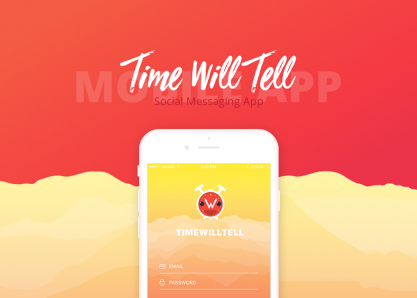 Time Will Tell
MOBILE APP
Social Messaging App
W
TIMEWILLTELL
EMAIL
PASSWORD